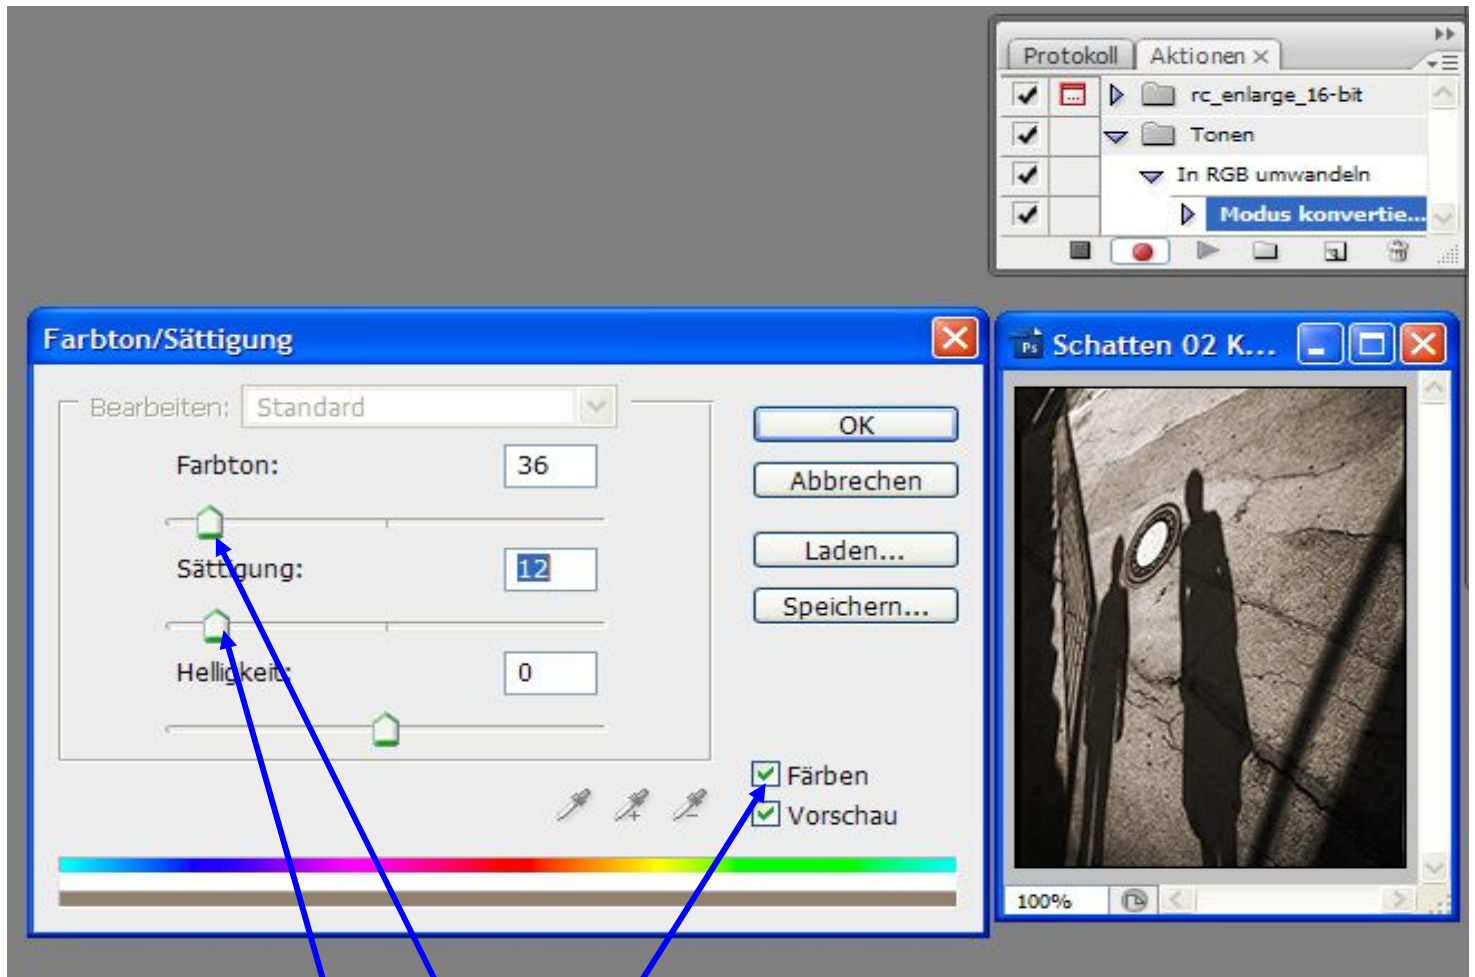 Protokoll Aktionen
rc_enlarge_16-bit
Tonen
In RGB umwandeln
Modus konvertie...
Farbton/Sättigung
Bearbeiten: Standard
Farbton: 36
Sättigung: 12
Helligkeit: 0
OK
Abbrechen
Laden...
Speichern...
Färben
Vorschau
Ps Schatten 02 K...
100%